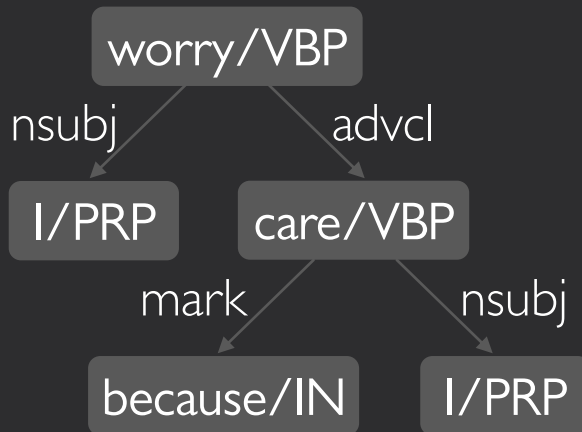 worry/VBP
nsubj advcl
I/PRP care/VBP
mark nsubj
because/IN I/PRP